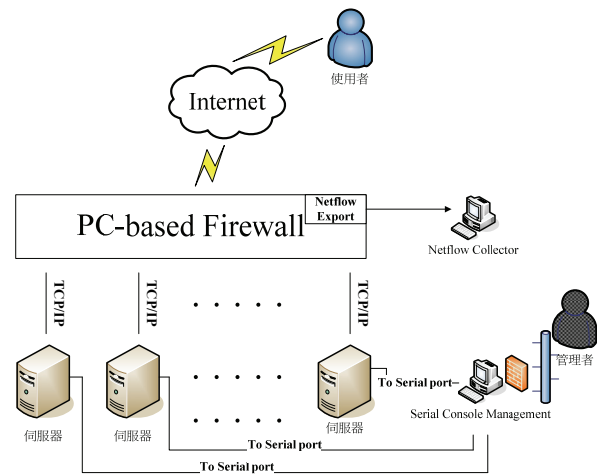 使用者
Internet
Netflow
Export
PC-based Firewall
Netflow Collector
TCP/IP
TCP/IP
TCP/IP
管理者
To Serial port
Serial Console Management
伺服器
伺服器
伺服器
To Serial port
To Serial port